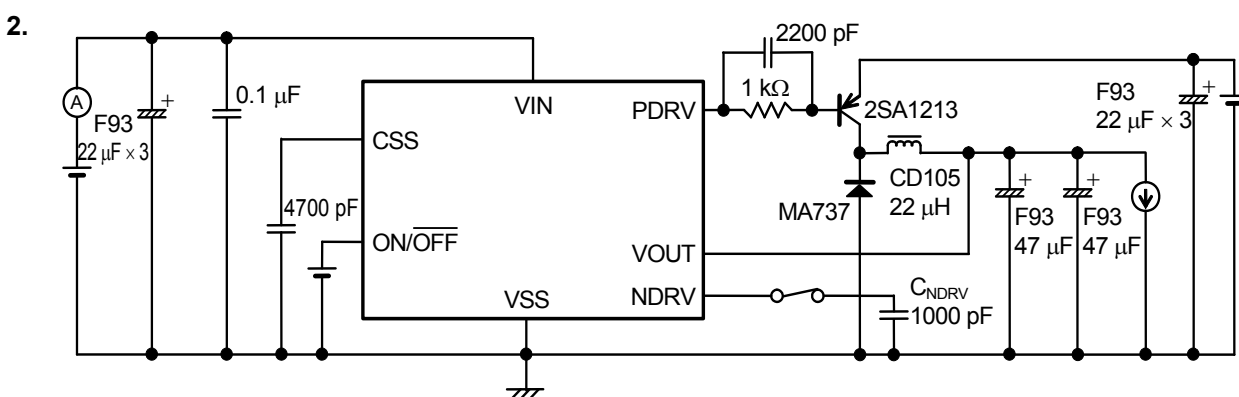 2.
2200 pF
1 kΩ
A
F93
22 µF × 3
0.1 µF
VIN
PDRV
2SA1213
F93
22 µF × 3
CSS
4700 pF
CD105
22 µH
MA737
F93
47 µF
F93
47 µF
ON/OFF
VOUT
NDRV
VSS
CNDRV
1000 pF